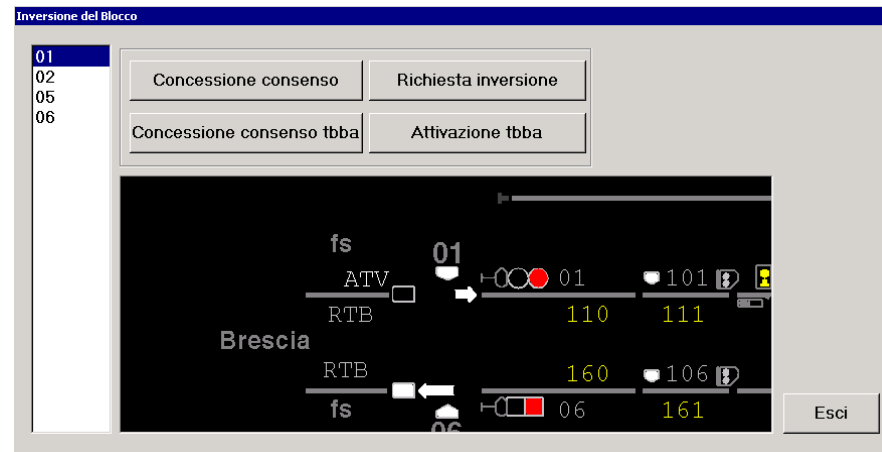 Inversione del Blocco
01
02
05
06
Concessione consenso
Richiesta inversione
Concessione consenso tbba
Attivazione tbba
fs
01
ATV
01
101
RTB
110
111
Brescia
RTB
160
106
fs
06
161
06
Esci